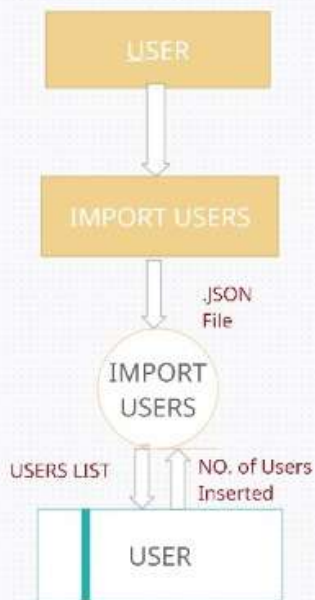 USER
IMPORT USERS
.JSON
File
IMPORT
USERS
USERS LIST
NO. of Users
Inserted
USER